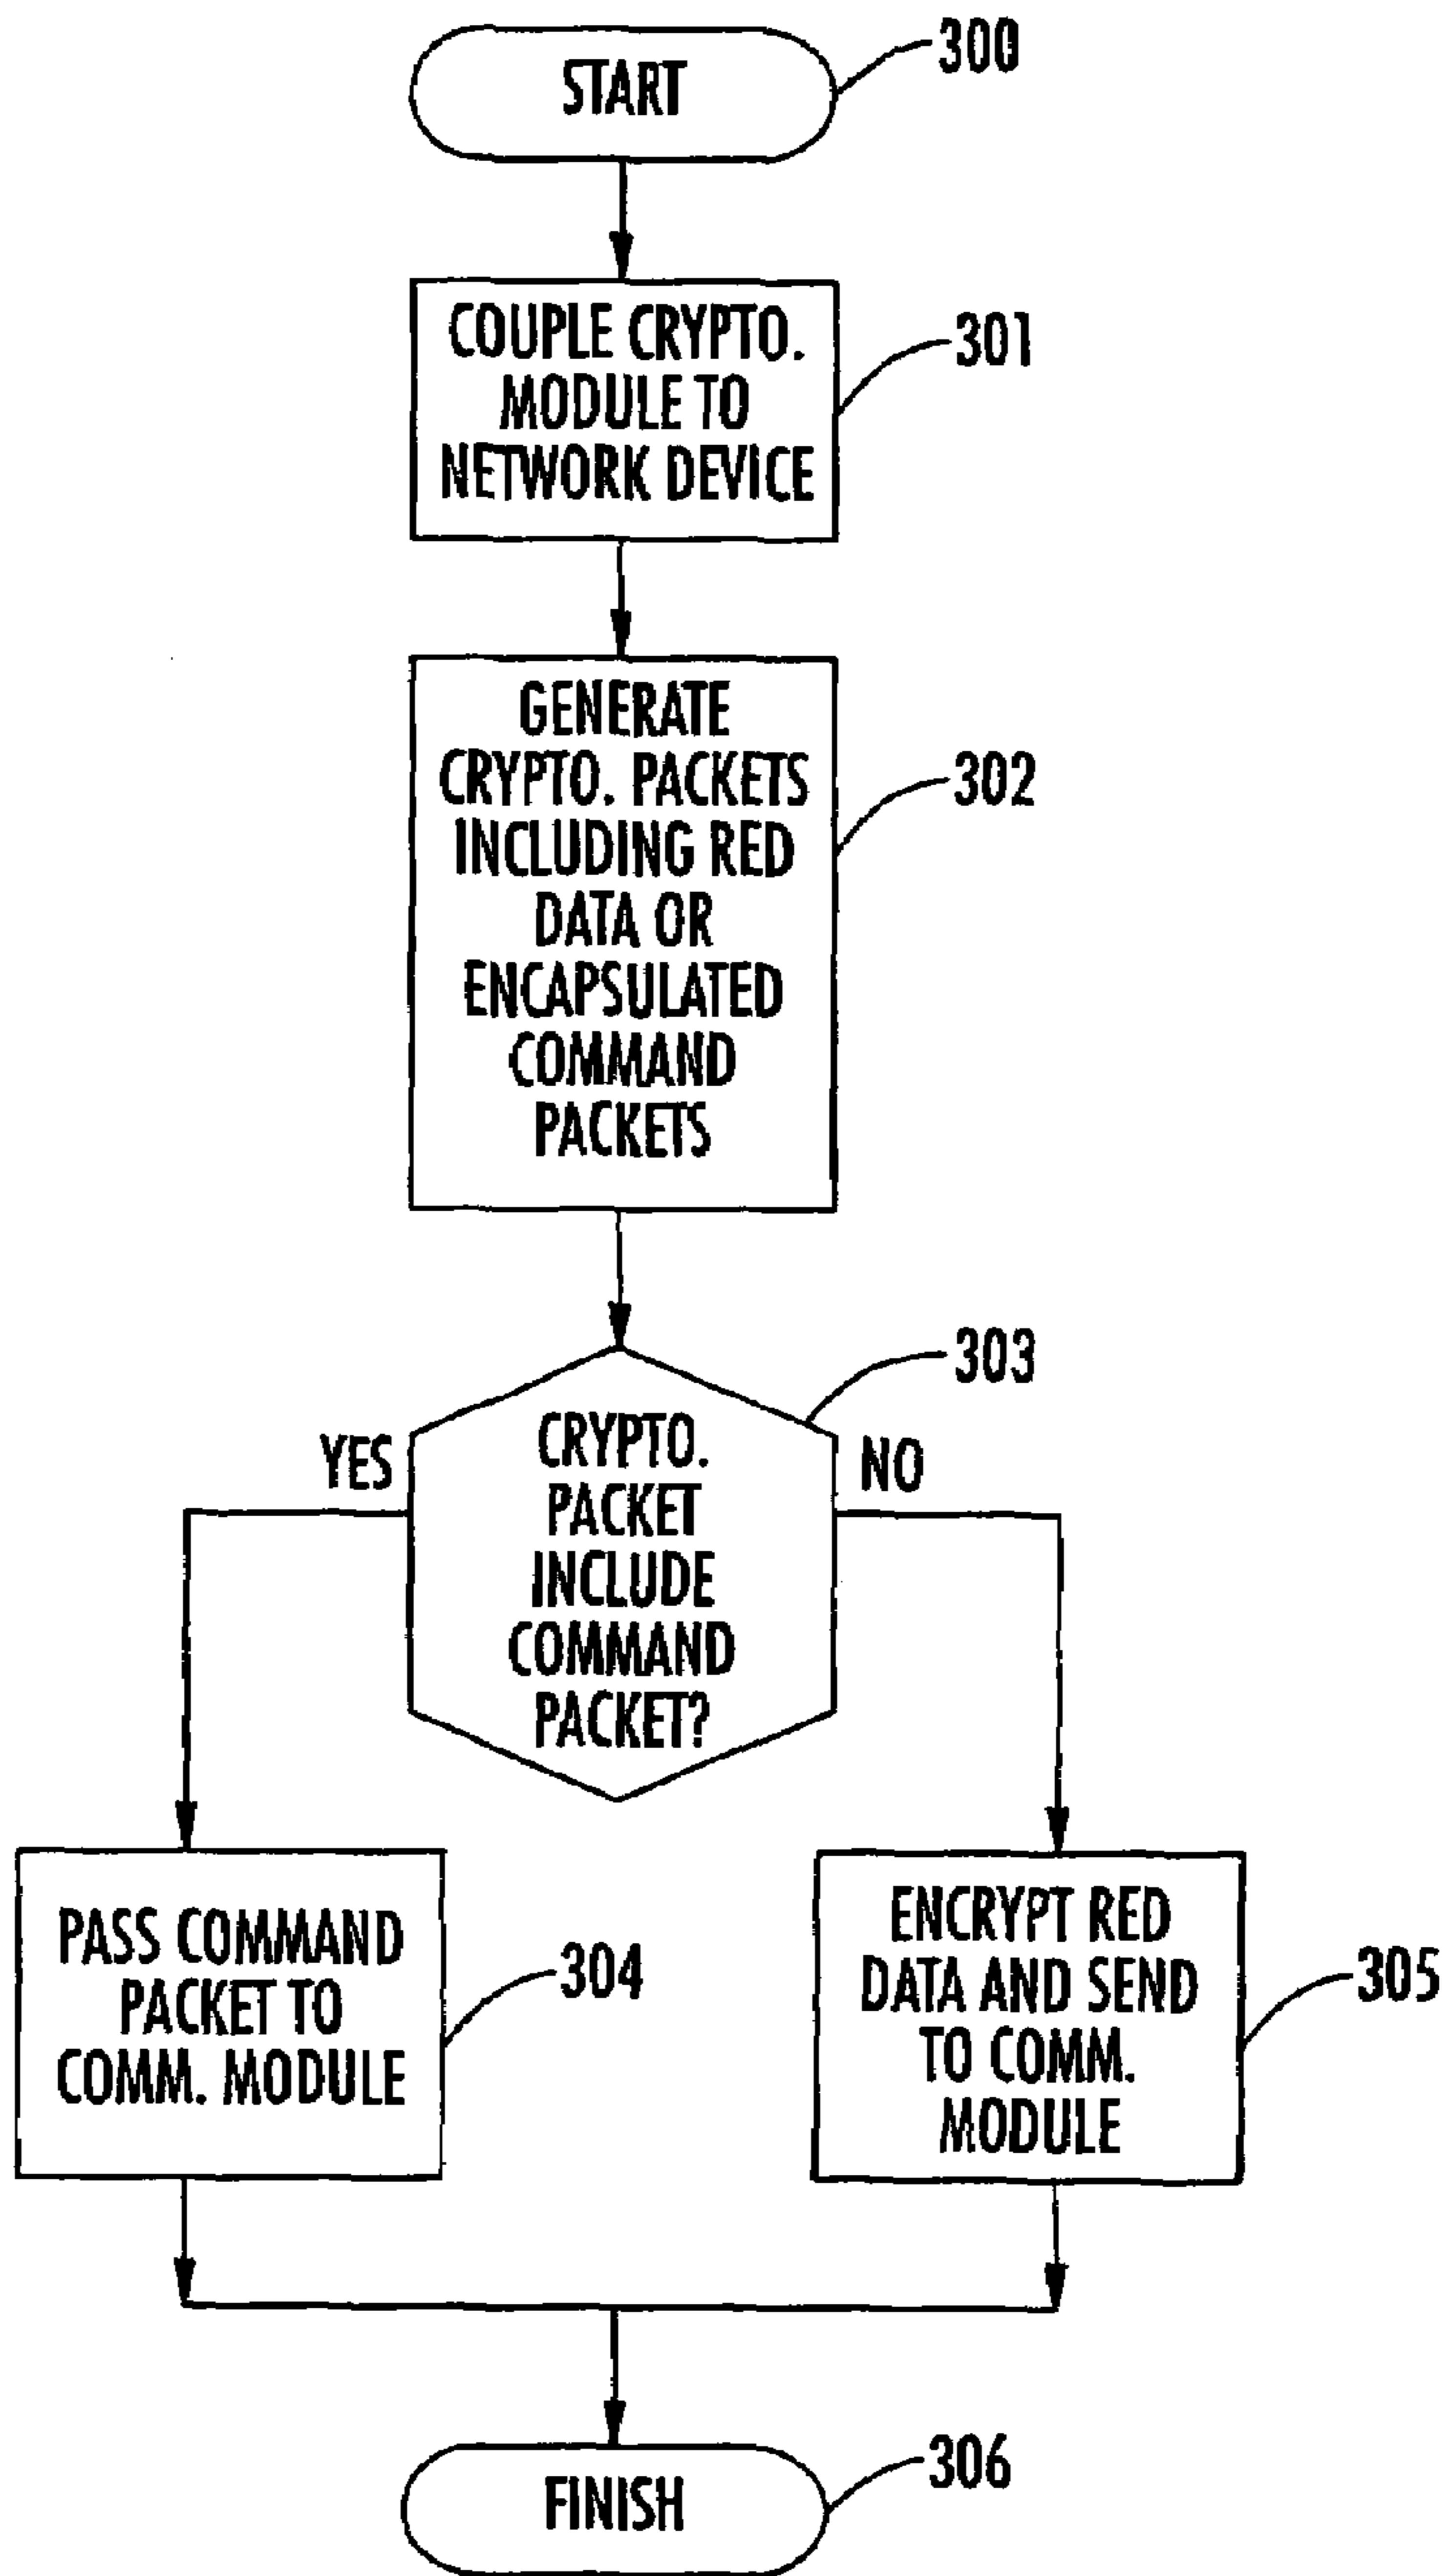 START
300
COUPLE CRYPTO.
MODULE TO
NETWORK DEVICE
301
GENERATE
CRYPTO. PACKETS
INCLUDING RED
DATA OR
ENCAPSULATED
COMMAND
PACKETS
302
303
YES
CRYPTO.
PACKET
INCLUDE
COMMAND
PACKET?
NO
PASS COMMAND
PACKET TO
COMM. MODULE
304
ENCRYPT RED
DATA AND SEND
TO COMM.
MODULE
305
FINISH
306